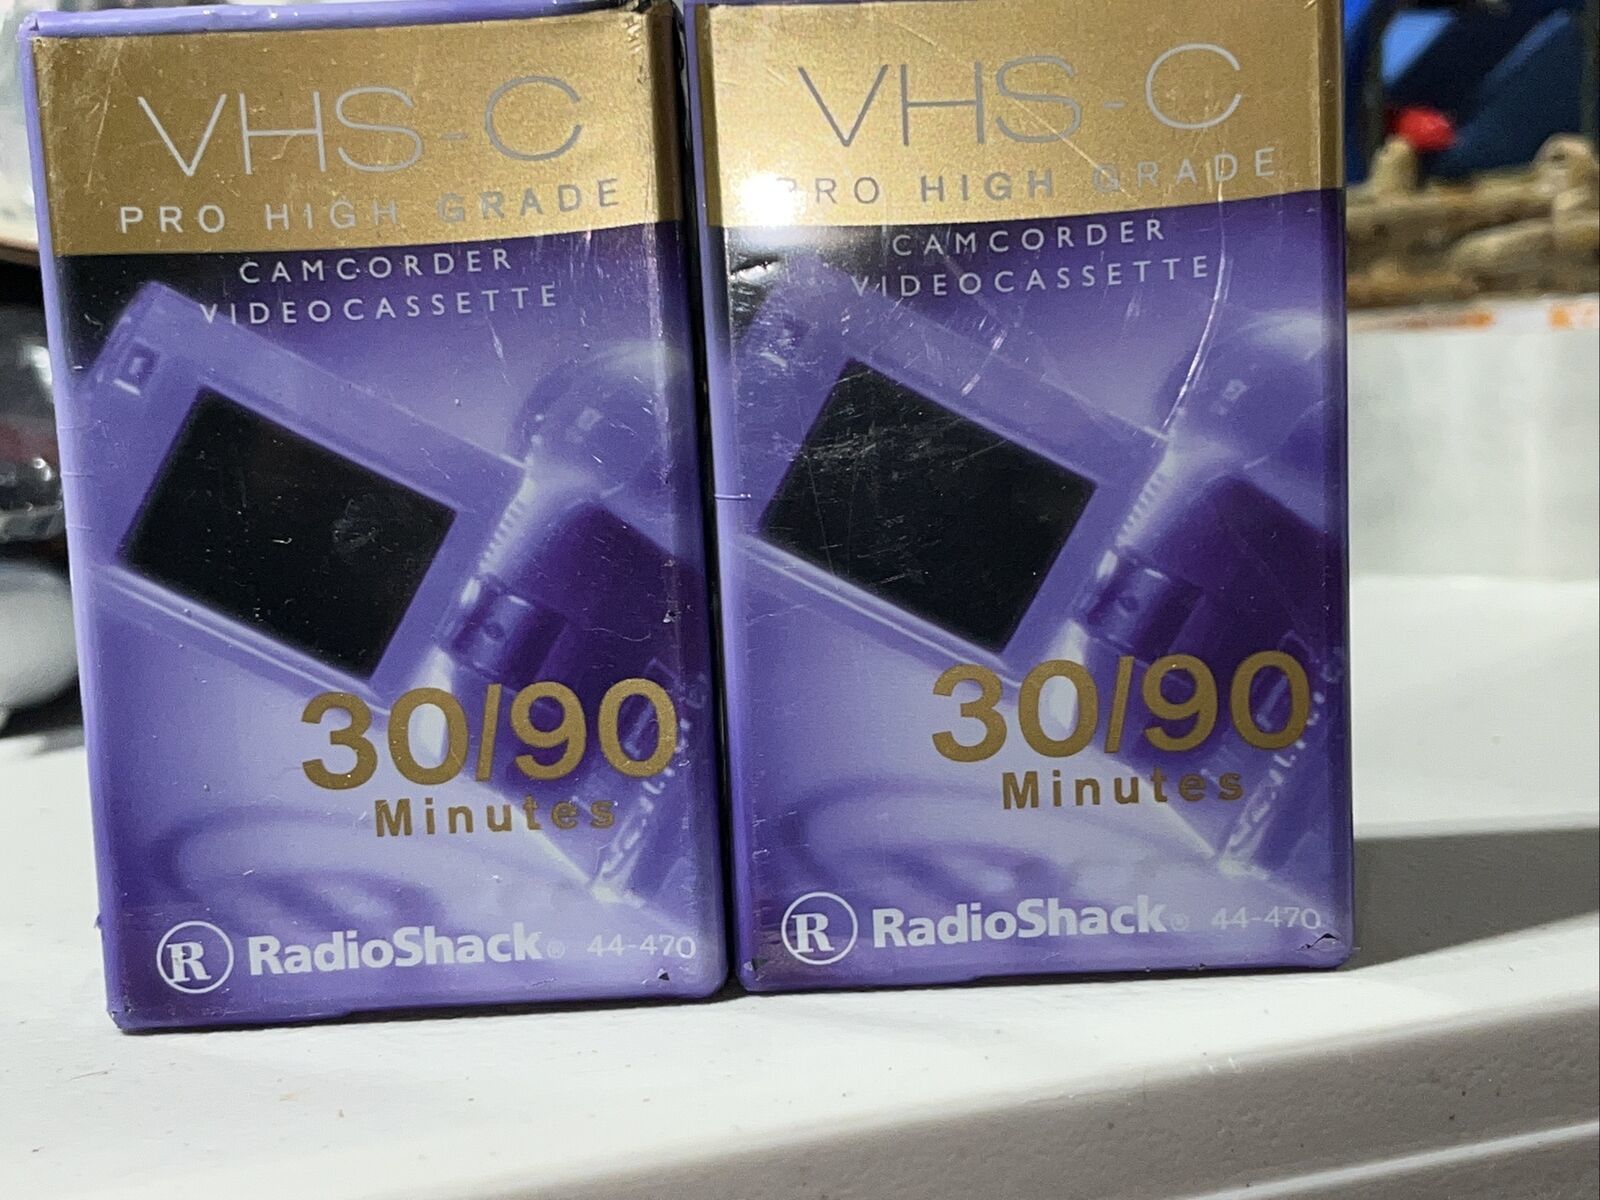 VHS-C
PRO HIGH GRADE
CAMCORDER
VIDEOCASSETTE
30/90
Minutes
R RadioShack® 44-470
VHS-C
PRO HIGH GRADE
CAMCORDER
VIDEOCASSETTE
30/90
Minutes
R RadioShack® 44-470